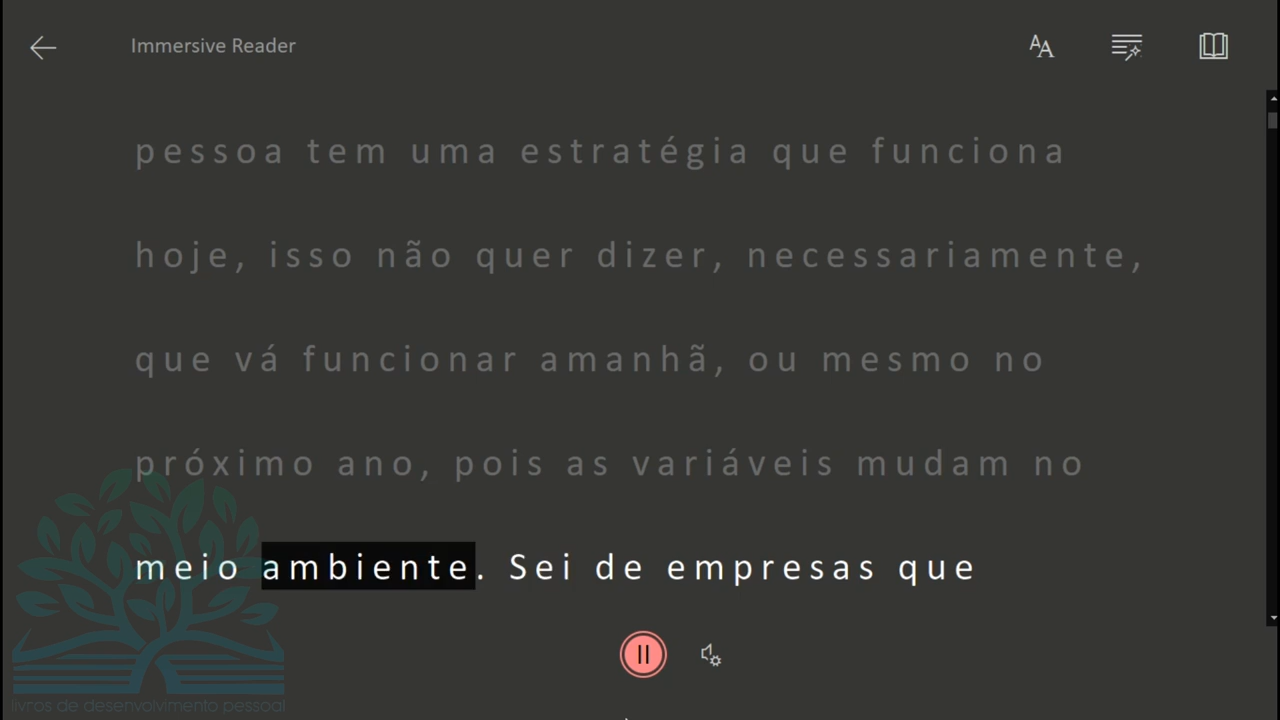 Immersive Reader
pessoa tem uma estratégia que funciona
hoje, isso não quer dizer, necessariamente,
que vá funcionar amanhã, ou mesmo no
próximo ano, pois as variáveis mudam no
meio ambiente. Sei de empresas que
livros de desenvolvimento pessoal